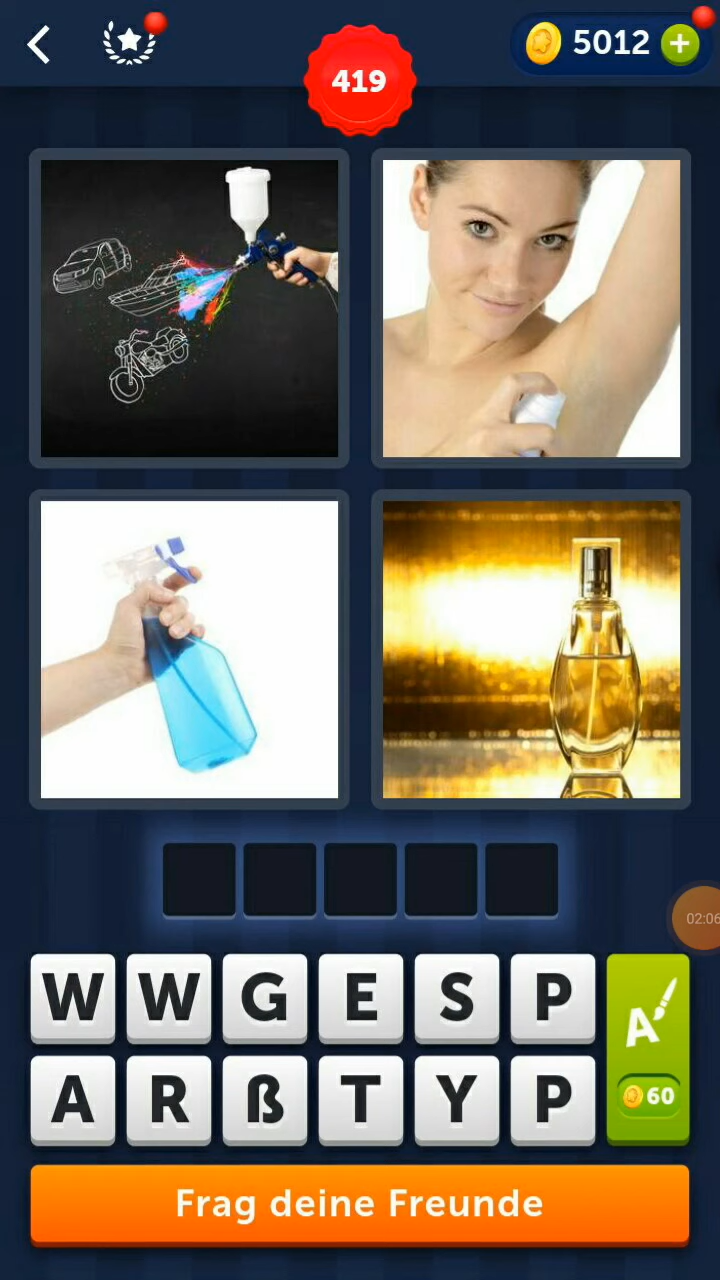 5012 +
419
W W G E S P
A
60
A R ß T Y P
Frag deine Freunde
02:06